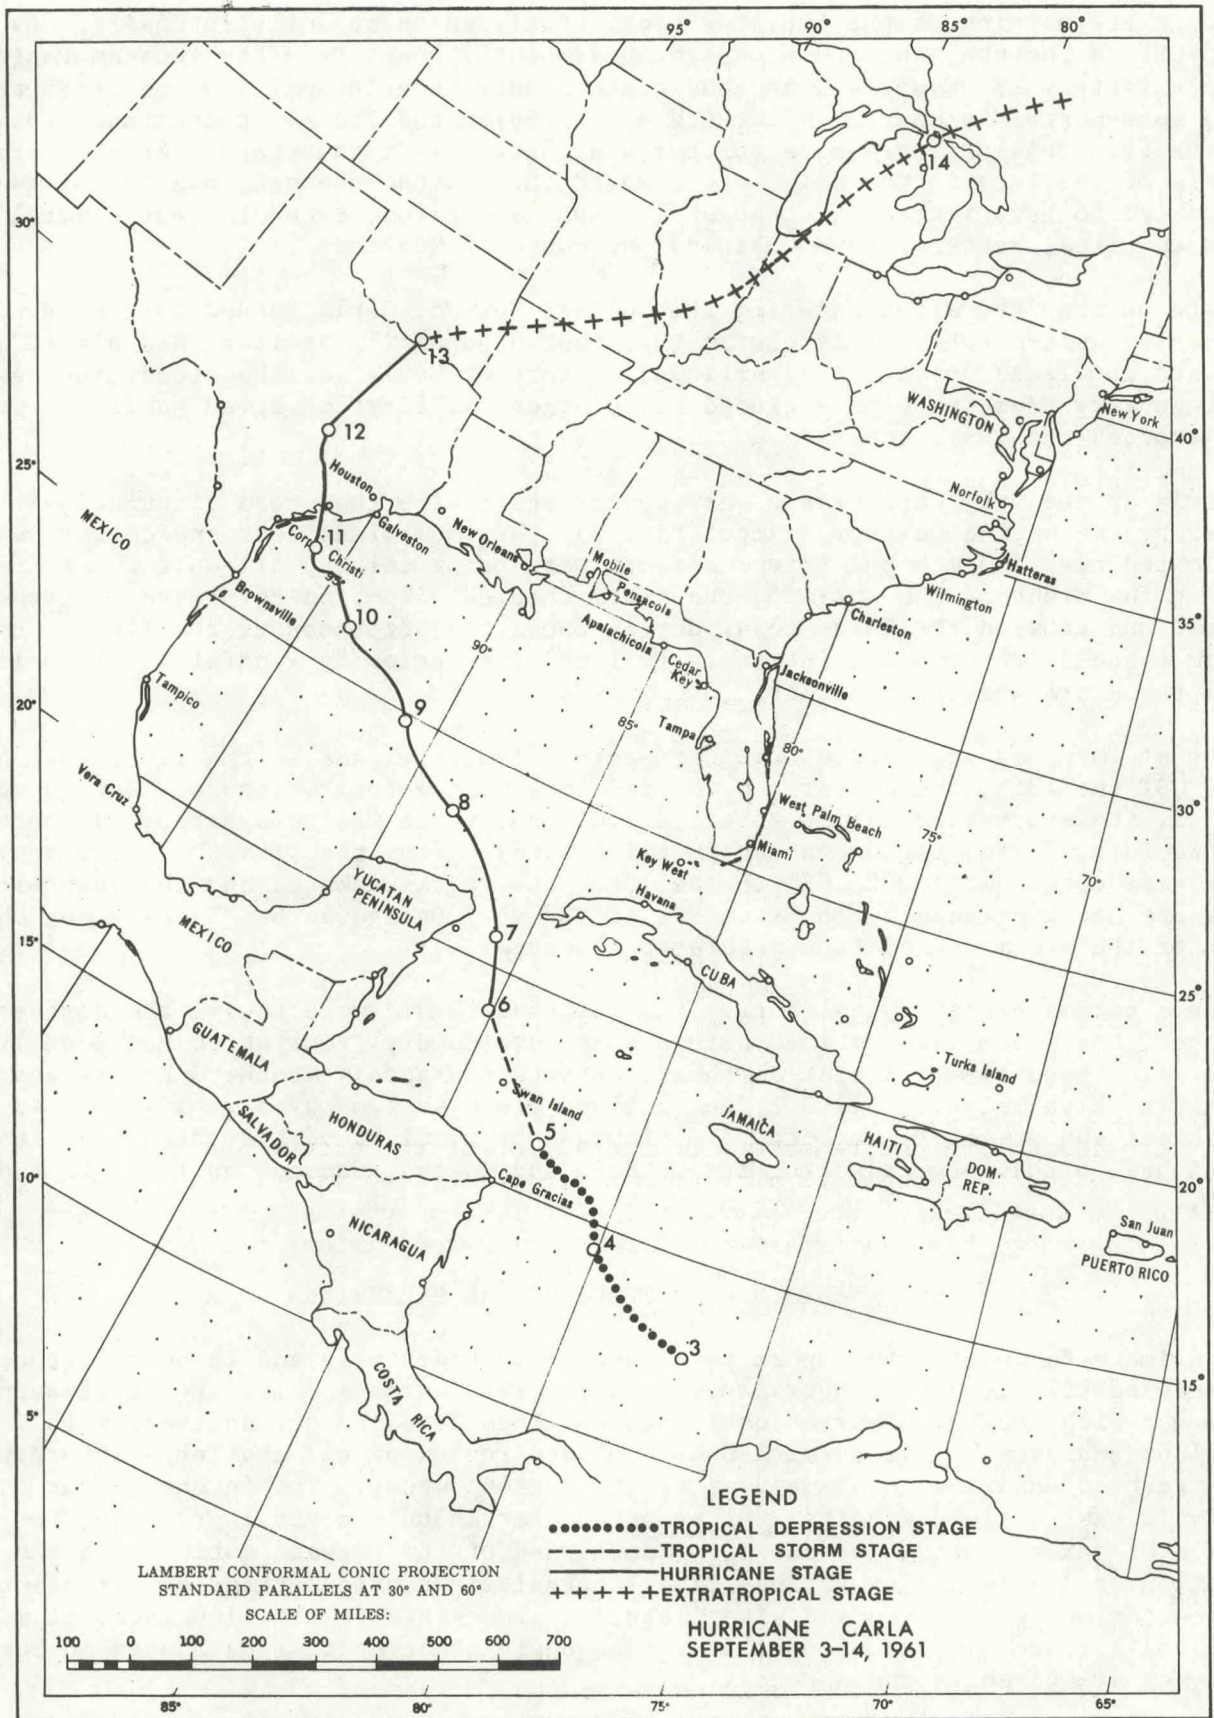 95°
90°
85°
80°
30°
14
13
12
WASHINGTON
New York
40°
25°
Houston
Norfolk
MEXICO
Galveston
New Orleans
Corpus
11
Christi
Mobile
Pensacola
Hatteras
95°
Brownsville
10
Wilmington
Apalachicola
Charleston
35°
90°
Cedar
Key
Jacksonville
Tampico
20°
9
85°
Tampa
80°
Vera Cruz
8
West Palm Beach
75°
30°
Key West
Miami
70°
YUCATAN
PENINSULA
Havana
15°
MEXICO
7
CUBA
6
25°
GUATEMALA
Turks Island
Swan Island
SALVADOR
HONDURAS
5
JAMAICA
HAITI
DOM.
REP.
10°
Cape Gracias
20°
NICARAGUA
4
San Juan
PUERTO RICO
3
COSTA RICA
15°
5°
LEGEND
TROPICAL DEPRESSION STAGE
TROPICAL STORM STAGE
HURRICANE STAGE
EXTRATROPICAL STAGE
LAMBERT CONFORMAL CONIC PROJECTION
STANDARD PARALLELS AT 30° AND 60°
SCALE OF MILES:
HURRICANE CARLA
SEPTEMBER 3-14, 1961
100 0 100 200 300 400 500 600 700
85°
80°
75°
70°
65°